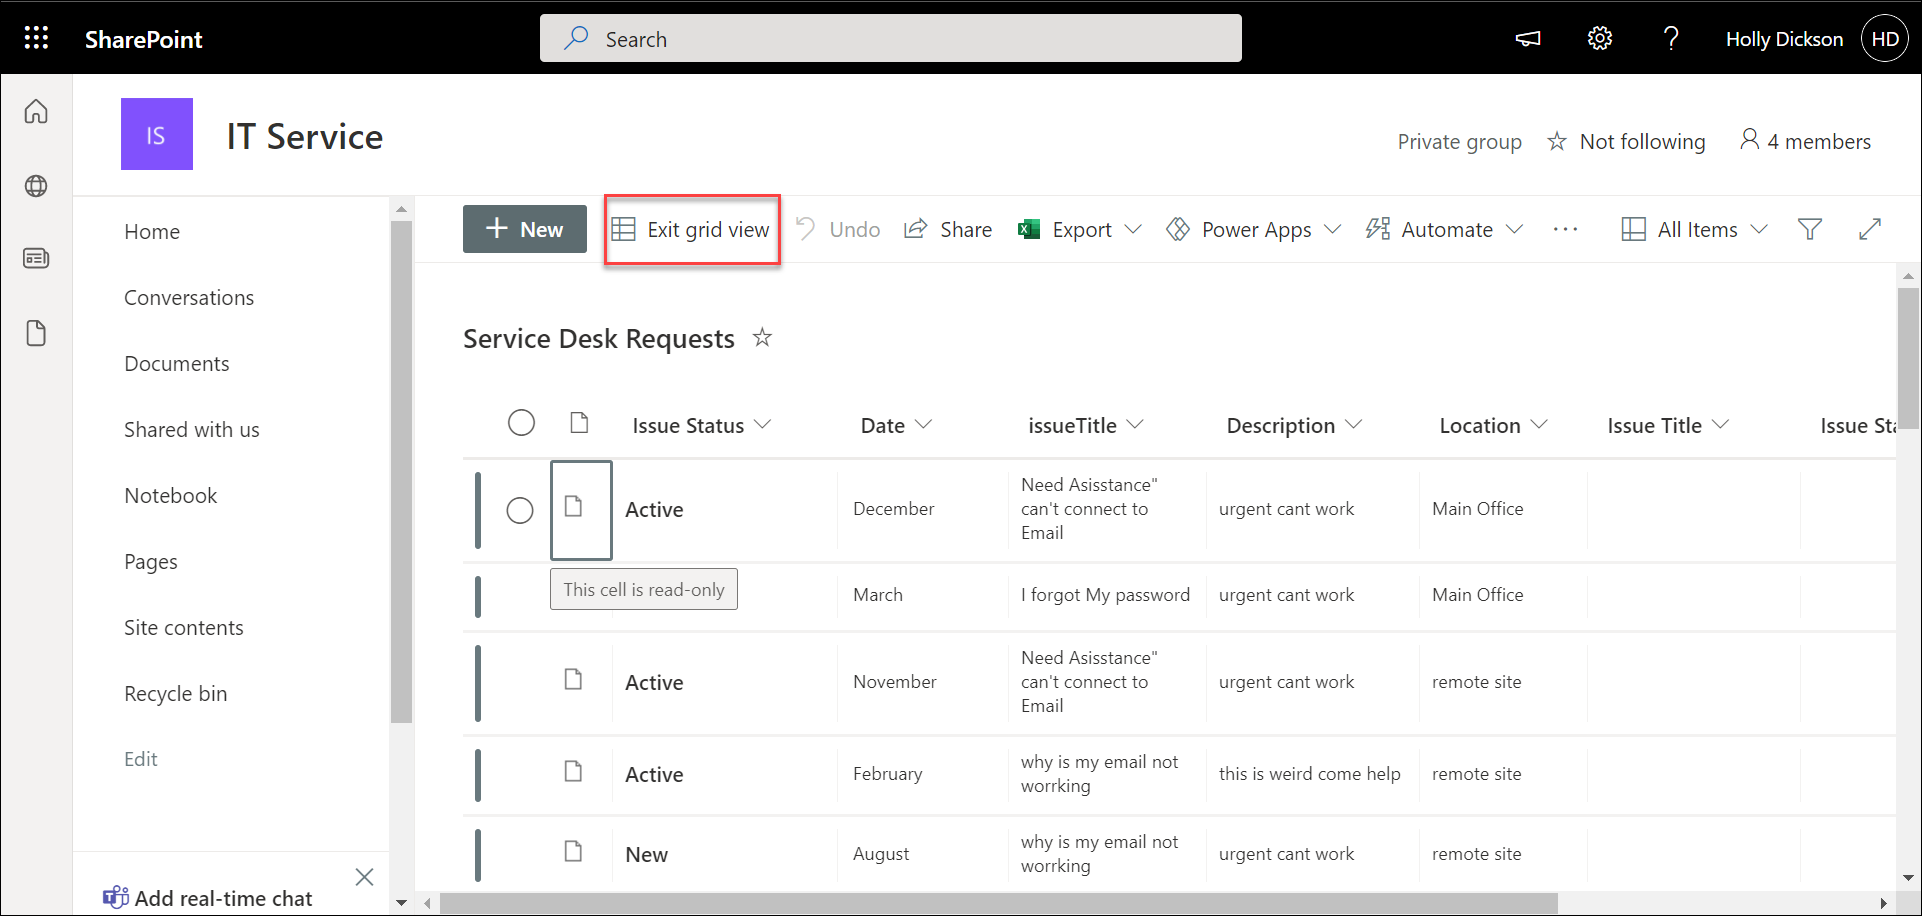 SharePoint
Search
Holly Dickson
HD
IS
IT Service
Private group
Not following
4 members
Home
Conversations
Documents
Shared with us
Notebook
Pages
Site contents
Recycle bin
Edit
Add real-time chat
New
Exit grid view
Undo
Share
Export
Power Apps
Automate
All Items
Service Desk Requests
Issue Status
Date
issueTitle
Description
Location
Issue Title
Issue Sta
Active
December
Need Asisstance"
can't connect to
Email
urgent cant work
Main Office
This cell is read-only
March
I forgot My password
urgent cant work
Main Office
Active
November
Need Asisstance"
can't connect to
Email
urgent cant work
remote site
Active
February
why is my email not
worrking
this is weird come help
remote site
New
August
why is my email not
worrking
urgent cant work
remote site